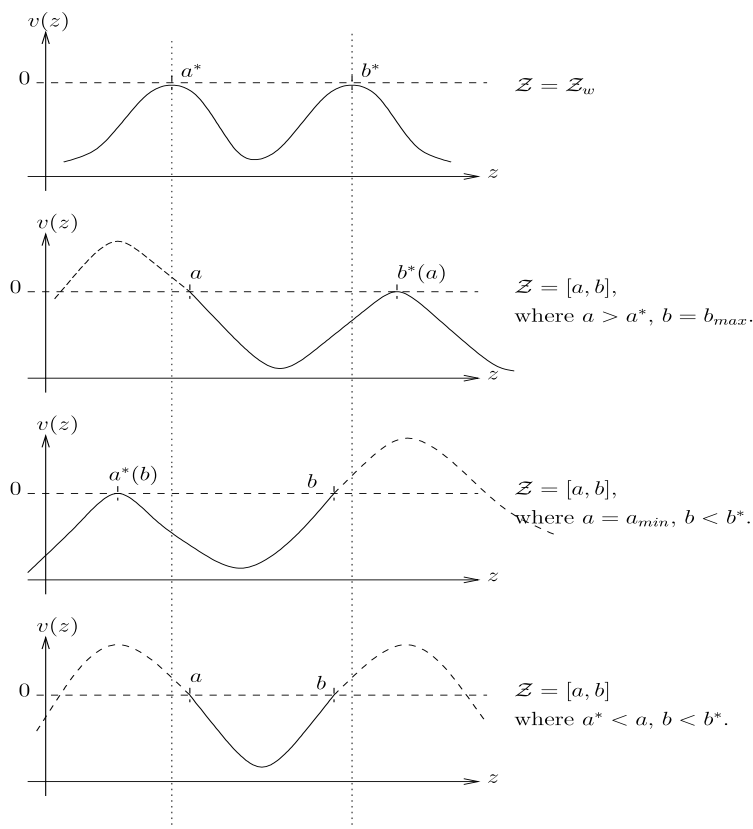 v(z)
0
a*
b*
𝒵 = 𝒵_w
z
v(z)
0
a
b*(a)
𝒵 = [a, b],
where a > a*, b = b_max.
z
v(z)
0
a*(b)
b
𝒵 = [a, b],
where a = a_min, b < b*.
z
v(z)
0
a
b
𝒵 = [a, b]
where a* < a, b < b*.
z